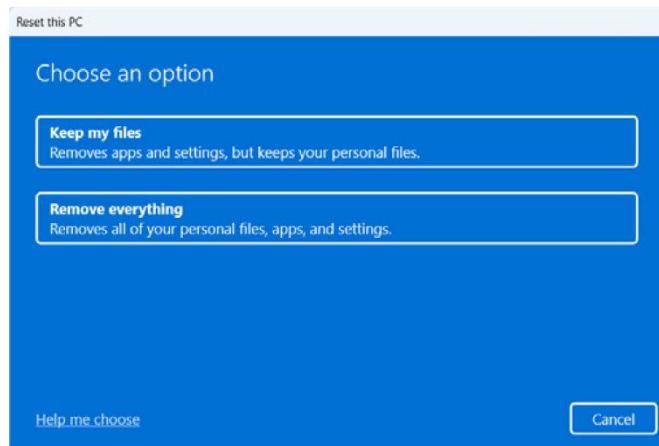 Reset this PC
Choose an option
Keep my files
Removes apps and settings, but keeps your personal files.
Remove everything
Removes all of your personal files, apps, and settings.
Help me choose
Cancel